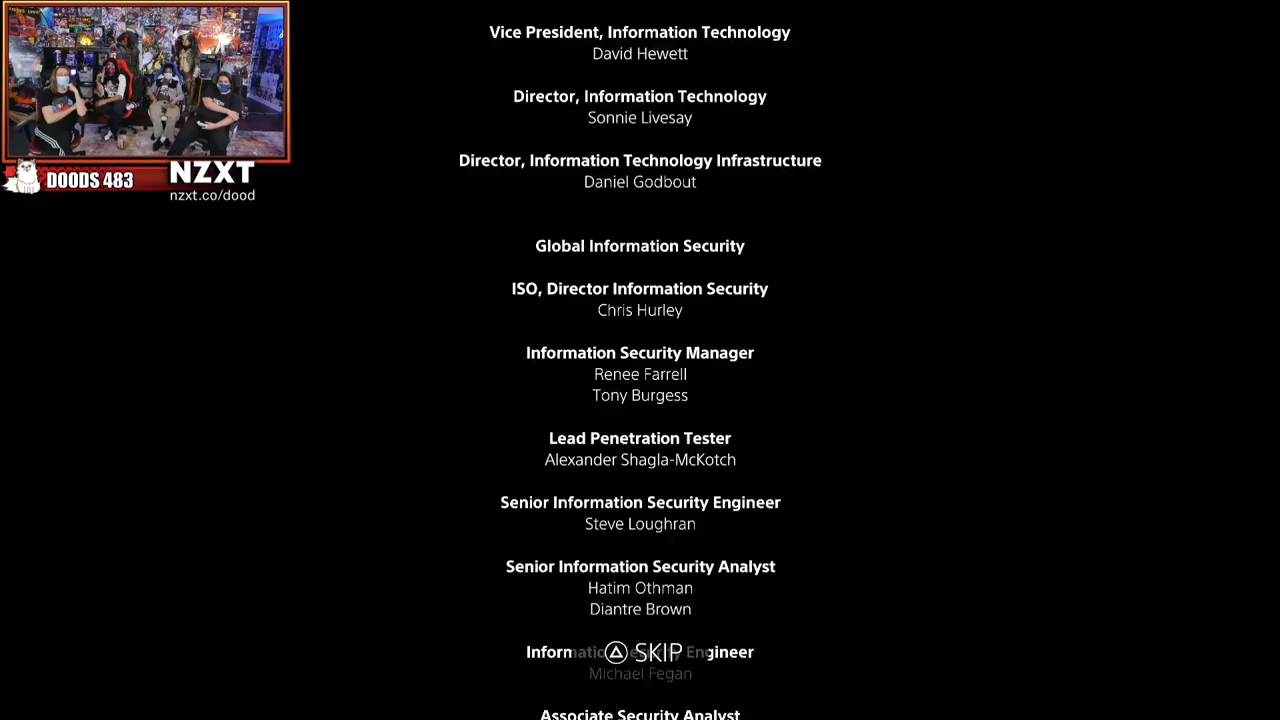 Vice President, Information Technology
David Hewett
Director, Information Technology
Sonnie Livesay
Director, Information Technology Infrastructure
Daniel Godbout
DOODS 483
NZXT
nzxt.co/dood
Global Information Security
ISO, Director Information Security
Chris Hurley
Information Security Manager
Renee Farrell
Tony Burgess
Lead Penetration Tester
Alexander Shagla-McKotch
Senior Information Security Engineer
Steve Loughran
Senior Information Security Analyst
Hatim Othman
Diantre Brown
Information Security Engineer
SKIP
Michael Fegan
Associate Security Analyst